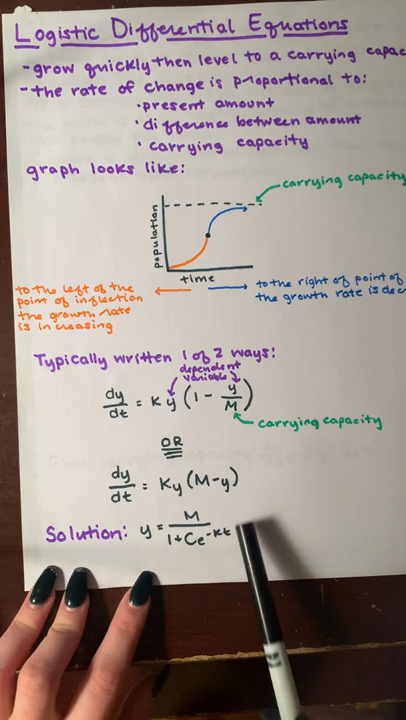 Logistic Differential Equations
- grow quickly then level to a carrying capac
- the rate of change is proportional to:
• present amount
• difference between amount
• carrying capacity
graph looks like:
carrying capacity
population
time
to the left of the
point of inflection
the growth rate
is increasing
to the right of point of
the growth rate is dec
Typically written 1 of 2 ways:
dependent
variable
dy/dt = Ky (1 - y/M)
carrying capacity
OR
dy/dt = Ky (M-y)
Solution: y = M/1+Ce^-Kt